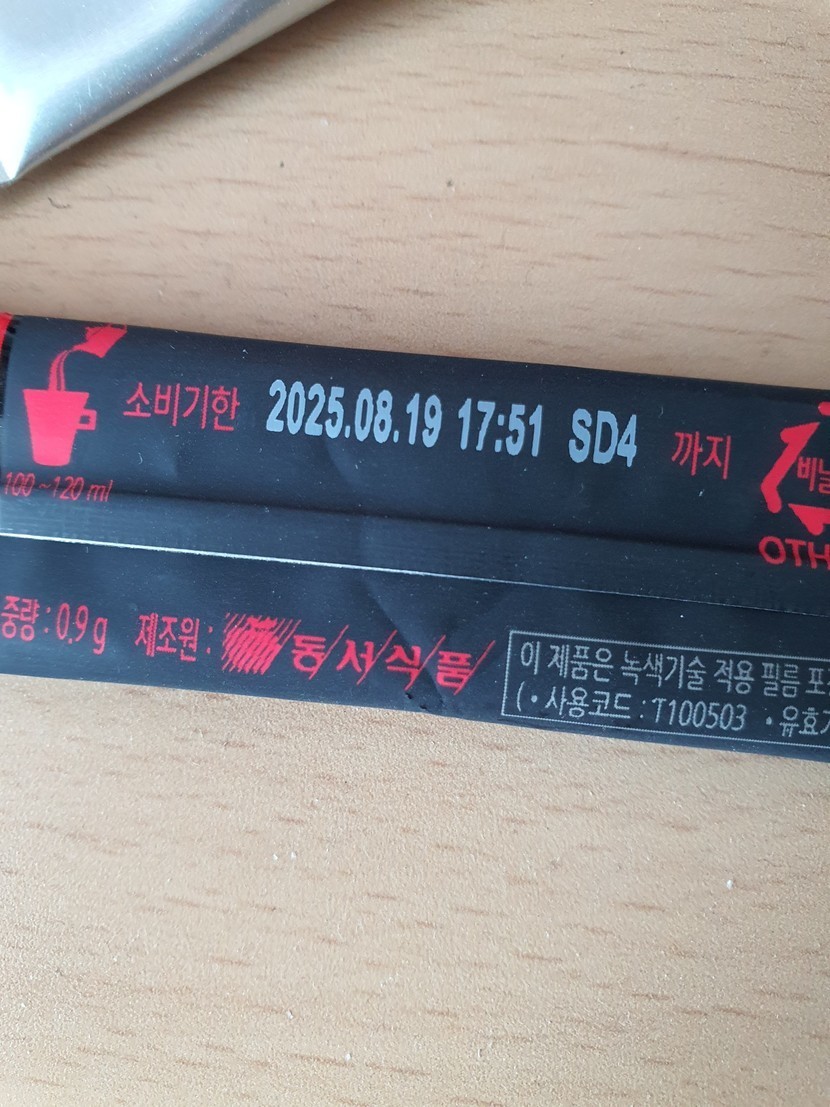 소비기한 2025.08.19 17:51 SD4 까지
100~120 ml
OTH
중량 : 0.9 g 제조원 : 동서식품
이 제품은 녹색기술 적용 필름
(• 사용코드 : T100503 •